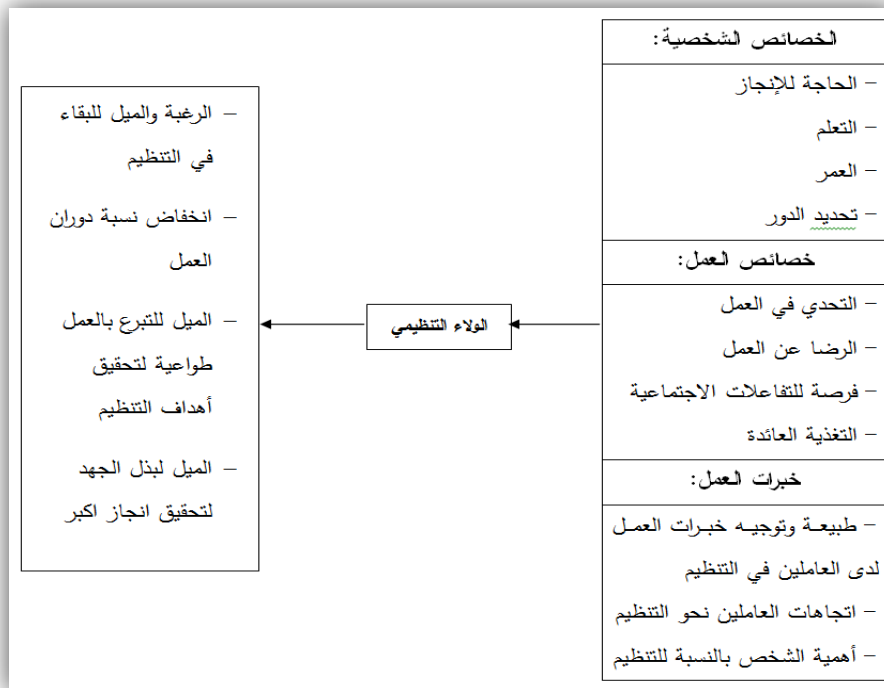 الخصائص الشخصية:
– الحاجة للإنجاز
– التعلم
– العمر
– تحديد الدور
خصائص العمل:
– التحدي في العمل
– الرضا عن العمل
– فرصة للتفاعلات الاجتماعية
– التغذية العائدة
خبرات العمل:
– طبيعة وتوجيه خبرات العمل
لدى العاملين في التنظيم
– اتجاهات العاملين نحو التنظيم
– أهمية الشخص بالنسبة للتنظيم
الولاء التنظيمي
– الرغبة والميل للبقاء
في التنظيم
– انخفاض نسبة دوران
العمل
– الميل للتبرع بالعمل
طواعية لتحقيق
أهداف التنظيم
– الميل لبذل الجهد
لتحقيق انجاز اكبر